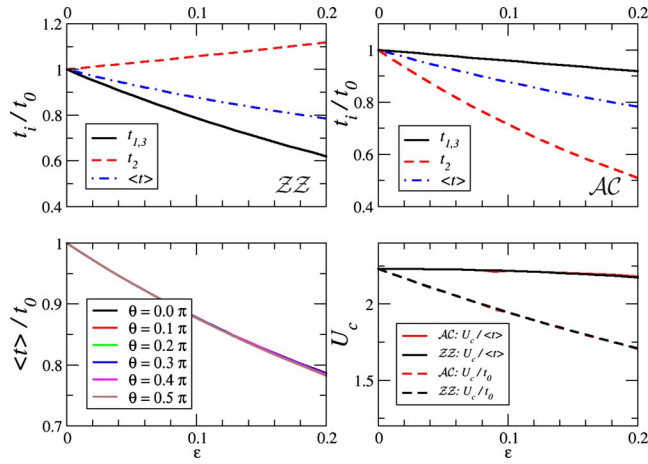 1.2
1
0.8
0.6
0.4
0
0.1
0.2
t_i/t_0
t_{1,3}
t_2
<t>
ZZ
1
0.8
0.6
0.4
0
0.1
0.2
t_i/t_0
t_{1,3}
t_2
<t>
AC
1
0.9
0.8
0.7
0
0.1
0.2
<t>/t_0
ε
θ = 0.0 π
θ = 0.1 π
θ = 0.2 π
θ = 0.3 π
θ = 0.4 π
θ = 0.5 π
2.25
1.75
1.25
0
0.1
0.2
U_c
ε
AC: U_c/<t>
ZZ: U_c/<t>
AC: U_c/t_0
ZZ: U_c/t_0